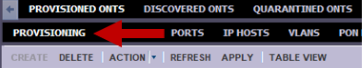 PROVISIONED ONTS DISCOVERED ONTS QUARANTINED ONTS
PROVISIONING PORTS IP HOSTS VLANS PON
CREATE DELETE ACTION REFRESH APPLY TABLE VIEW